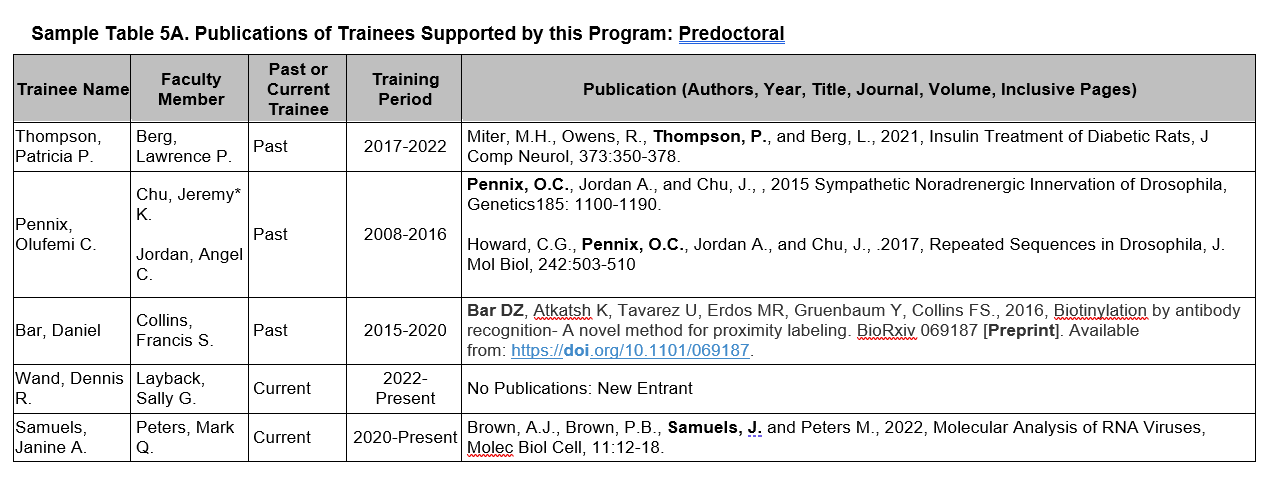 Sample Table 5A. Publications of Trainees Supported by this Program: Predoctoral
Trainee Name
Faculty
Member
Past or
Current
Trainee
Training
Period
Publication (Authors, Year, Title, Journal, Volume, Inclusive Pages)
Thompson,
Patricia P.
Berg,
Lawrence P.
Past
2017-2022
Miter, M.H., Owens, R., Thompson, P., and Berg, L., 2021, Insulin Treatment of Diabetic Rats, J
Comp Neurol, 373:350-378.
Pennix,
Olufemi C.
Chu, Jeremy*
K.
Jordan, Angel
C.
Past
2008-2016
Pennix, O.C., Jordan A., and Chu, J., , 2015 Sympathetic Noradrenergic Innervation of Drosophila,
Genetics185: 1100-1190.
Howard, C.G., Pennix, O.C., Jordan A., and Chu, J., .2017, Repeated Sequences in Drosophila, J.
Mol Biol, 242:503-510
Bar, Daniel
Collins,
Francis S.
Past
2015-2020
Bar DZ, Atkatsh K, Tavarez U, Erdos MR, Gruenbaum Y, Collins FS., 2016, Biotinylation by antibody
recognition- A novel method for proximity labeling. BioRxiv 069187 [Preprint]. Available
from: https://doi.org/10.1101/069187.
Wand, Dennis
R.
Layback,
Sally G.
Current
2022-
Present
No Publications: New Entrant
Samuels,
Janine A.
Peters, Mark
Q.
Current
2020-Present
Brown, A.J., Brown, P.B., Samuels, J. and Peters M., 2022, Molecular Analysis of RNA Viruses,
Molec Biol Cell, 11:12-18.